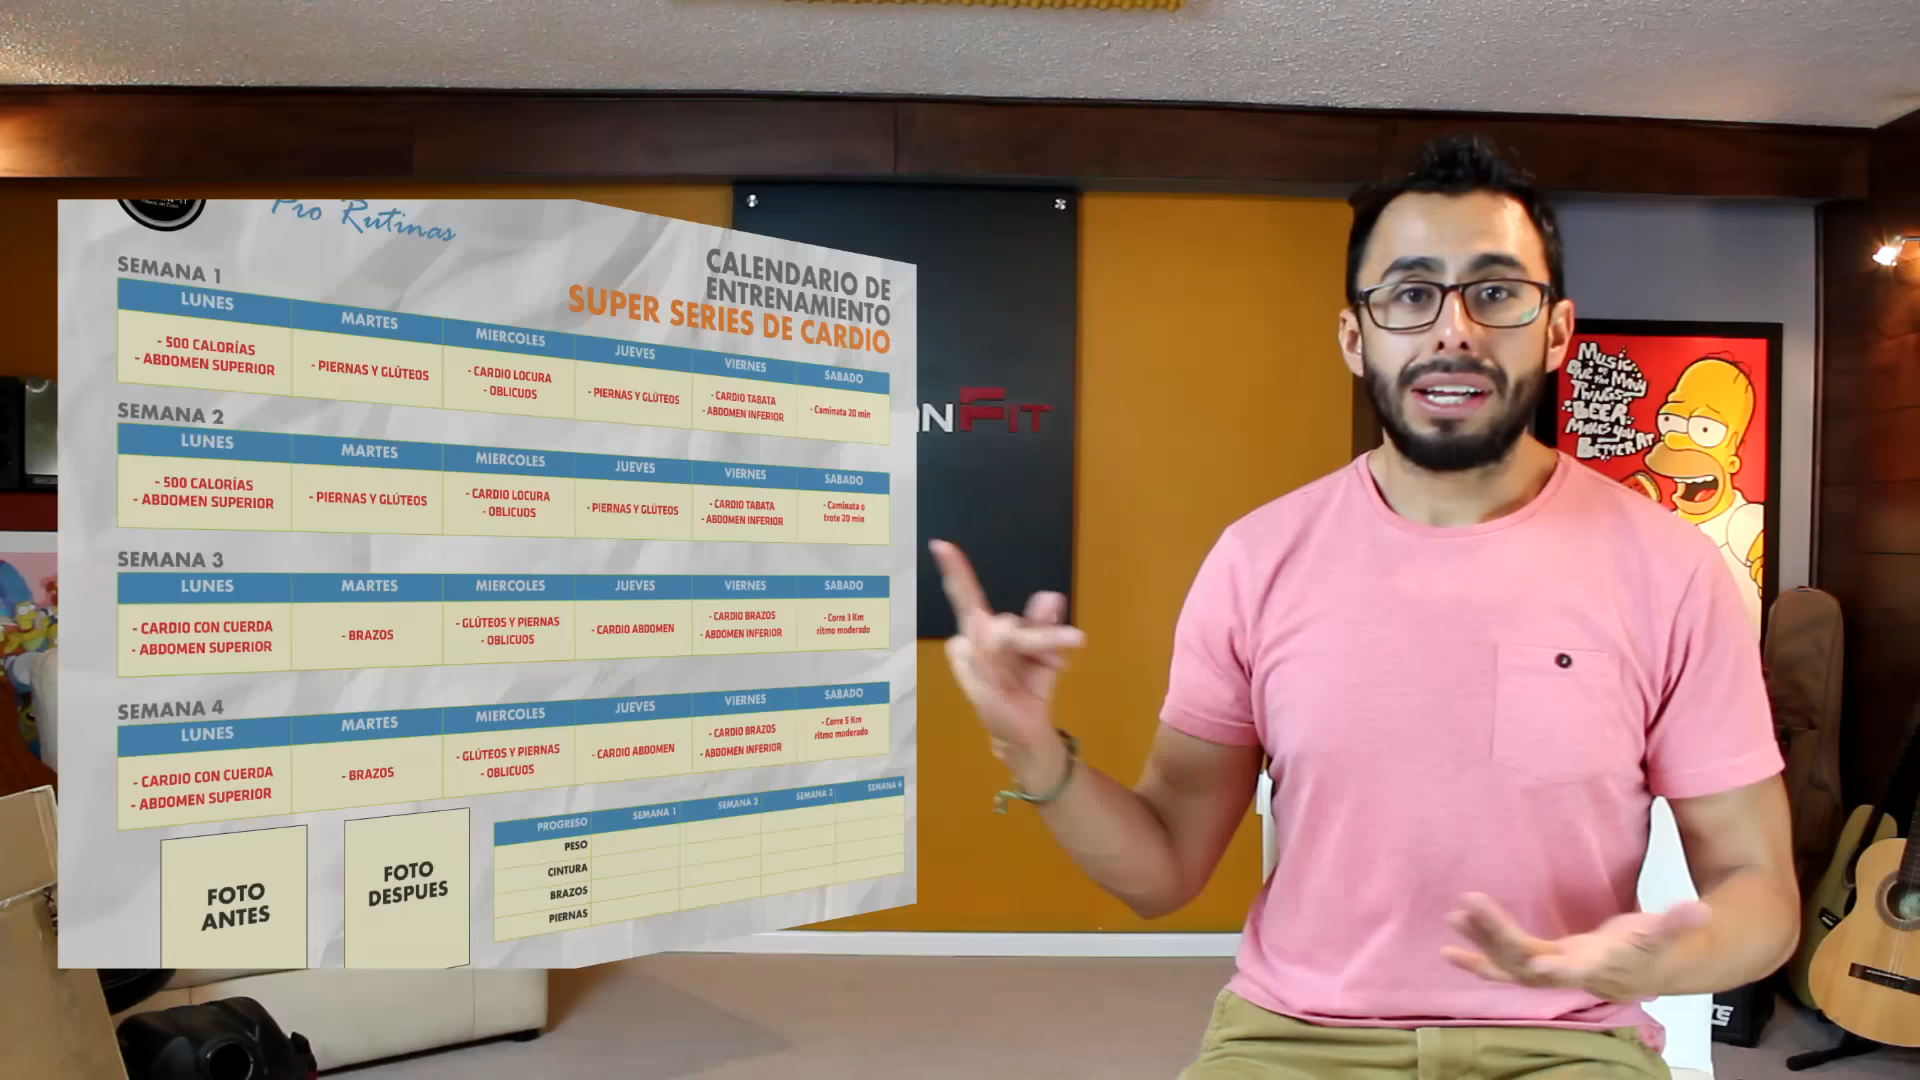 Pro Rutinas
CALENDARIO DE
ENTRENAMIENTO
SUPER SERIES DE CARDIO
SEMANA 1
LUNES MARTES MIERCOLES JUEVES VIERNES SABADO
- 500 CALORÍAS
- ABDOMEN SUPERIOR
- PIERNAS Y GLÚTEOS
- CARDIO LOCURA
- OBLICUOS
- PIERNAS Y GLÚTEOS
- CARDIO TABATA
- ABDOMEN INFERIOR
- Caminata 20 min
SEMANA 2
LUNES MARTES MIERCOLES JUEVES VIERNES SABADO
- 500 CALORÍAS
- ABDOMEN SUPERIOR
- PIERNAS Y GLÚTEOS
- CARDIO LOCURA
- OBLICUOS
- PIERNAS Y GLÚTEOS
- CARDIO TABATA
- ABDOMEN INFERIOR
- Caminata o
trote 20 min
SEMANA 3
LUNES MARTES MIERCOLES JUEVES VIERNES SABADO
- CARDIO CON CUERDA
- ABDOMEN SUPERIOR
- BRAZOS
- GLÚTEOS Y PIERNAS
- OBLICUOS
- CARDIO ABDOMEN
- CARDIO BRAZOS
- ABDOMEN INFERIOR
- Corre 3 Km
ritmo moderado
SEMANA 4
LUNES MARTES MIERCOLES JUEVES VIERNES SABADO
- CARDIO CON CUERDA
- ABDOMEN SUPERIOR
- BRAZOS
- GLÚTEOS Y PIERNAS
- OBLICUOS
- CARDIO ABDOMEN
- CARDIO BRAZOS
- ABDOMEN INFERIOR
- Corre 5 Km
ritmo moderado
FOTO
ANTES
FOTO
DESPUES
PROGRESO SEMANA 1 SEMANA 2 SEMANA 3 SEMANA 4
PESO
CINTURA
BRAZOS
PIERNAS
NFIT
MUSIC
THINGS
BEER
MAKES YOU
BETTER AT